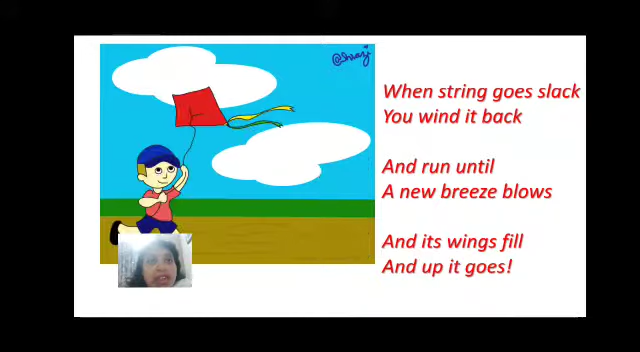 When string goes slack
You wind it back
And run until
A new breeze blows
And its wings fill
And up it goes!